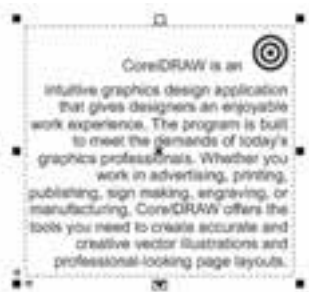 CorelDRAW is an
intuitive graphics design application
that gives designers an enjoyable
work experience. The program is built
to meet the demands of today's
graphics professionals. Whether you
work in advertising, printing,
publishing, sign making, engraving, or
manufacturing, CorelDRAW offers the
tools you need to create accurate and
creative vector illustrations and
professional-looking page layouts.